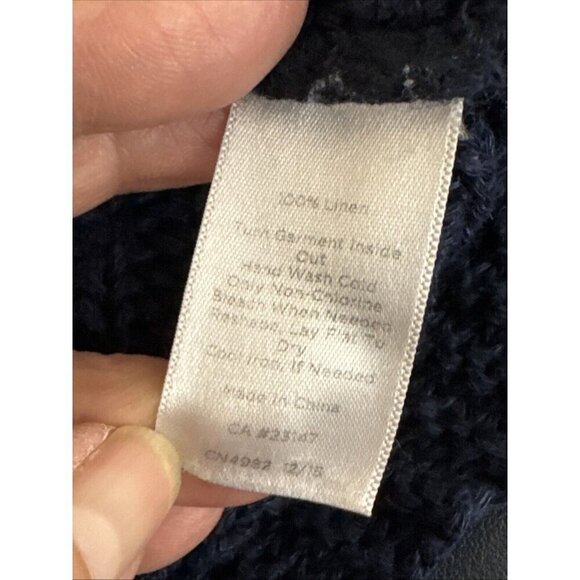 100% Linen
Turn Garment Inside
Out
Hand Wash Cold
Only Non-Chlorine
Bleach When Needed
Reshape, Lay Flat To
Dry
Cool Iron, If Needed
Made In China
CA #23147
CN4982 12/15